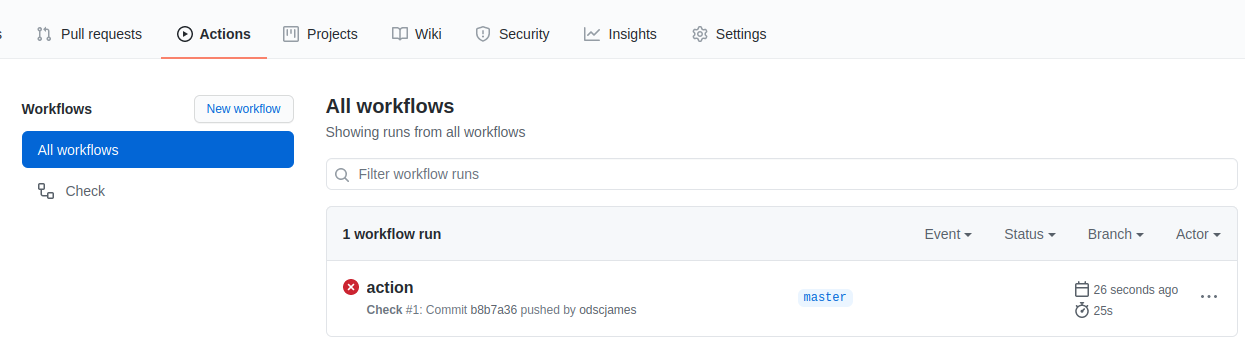 s Pull requests Actions Projects Wiki Security Insights Settings
Workflows New workflow
All workflows
Check
All workflows
Showing runs from all workflows
Filter workflow runs
1 workflow run Event Status Branch Actor
action
Check #1: Commit b8b7a36 pushed by odscjames
master
26 seconds ago
25s